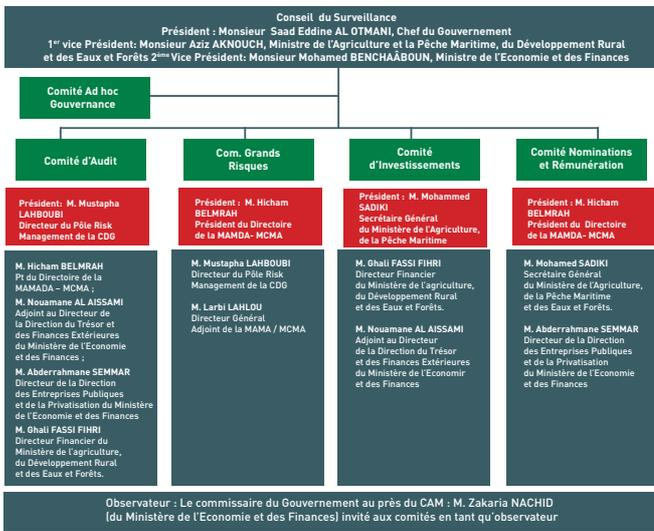 Conseil du Surveillance
Président : Monsieur Saad Eddine AL OTMANI, Chef du Gouvernement
1er vice Président: Monsieur Aziz AKNOUCH, Ministre de l'Agriculture et la Pêche Maritime, du Développement Rural
et des Eaux et Forêts 2ème Vice Président: Monsieur Mohamed BENCHAÂBOUN, Ministre de l'Economie et des Finances
Comité Ad hoc
Gouvernance
Comité d'Audit
Président: M. Mustapha
LAHBOUBI
Directeur du Pôle Risk
Management de la CDG
M. Hicham BELMRAH
Pt du Directoire de la
MAMADA – MCMA ;
M. Nouamane AL AISSAMI
Adjoint au Directeur de
la Direction du Trésor et
des Finances Extérieures
du Ministère de l'Economie
et des Finances ;
M. Abderrahmane SEMMAR
Directeur de la Direction
des Entreprises Publiques
et de la Privatisation du Ministère
de l'Economie et des Finances
M. Ghali FASSI FIHRI
Directeur Financier du
Ministère de l'agriculture,
du Développement Rural
et des Eaux et Forêts.
Com. Grands
Risques
Président : M. Hicham
BELMRAH
Président du Directoire
de la MAMDA- MCMA
M. Mustapha LAHBOUBI
Directeur du Pôle Risk
Management de la CDG
M. Larbi LAHLOU
Directeur Général
Adjoint de la MAMA / MCMA
Comité
d'Investissements
Président : M. Mohammed
SADIKI
Secrétaire Général
du Ministère de l'Agriculture,
de la Pêche Maritime
M. Ghali FASSI FIHRI
Directeur Financier
du Ministère de l'agriculture,
du Développement Rural
et des Eaux et Forêts.
M. Nouamane AL AISSAMI
Adjoint au Directeur
de la Direction du Trésor
et des Finances Extérieures
du Ministère de l'Economir
et des Finances
Comité Nominations
et Rémunération
Président : M. Hicham
BELMRAH
Président du Directoire
de la MAMDA- MCMA
M. Mohamed SADIKI
Secrétaire Général
du Ministère de l'Agriculture,
de la Pêche Maritime
et des Eaux et Forêts.
M. Abderrahmane SEMMAR
Directeur de la Direction
des Entreprises Publiques
et de la Privatisation
du Ministère de l'Economie
et des Finances
Observateur : Le commissaire du Gouvernement au près du CAM : M. Zakaria NACHID
(du Ministère de l'Economie et des Finances) invité aux comités en tant qu'observateur